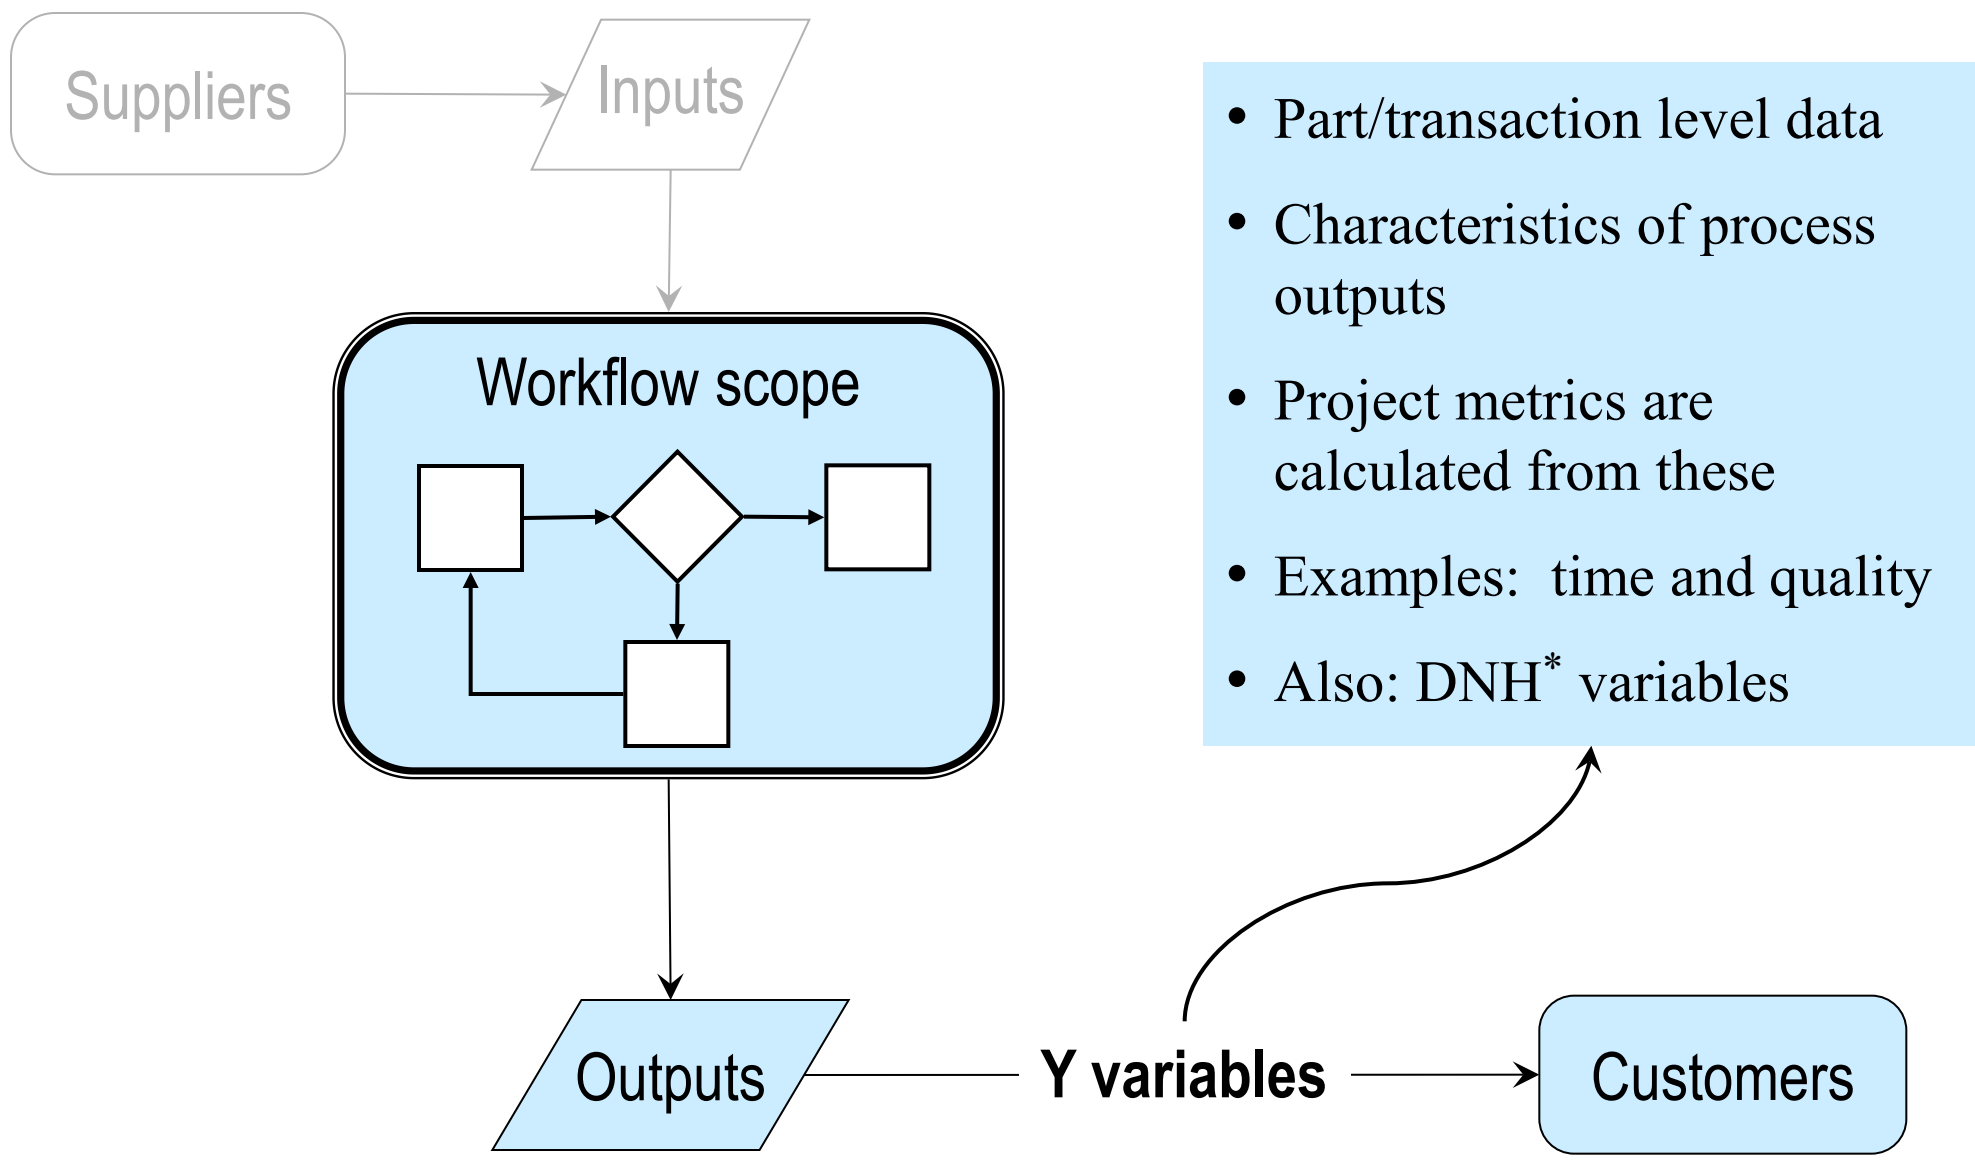 Suppliers
Inputs
Workflow scope
• Part/transaction level data
• Characteristics of process
outputs
• Project metrics are
calculated from these
• Examples:  time and quality
• Also: DNH* variables
Outputs
Y variables
Customers